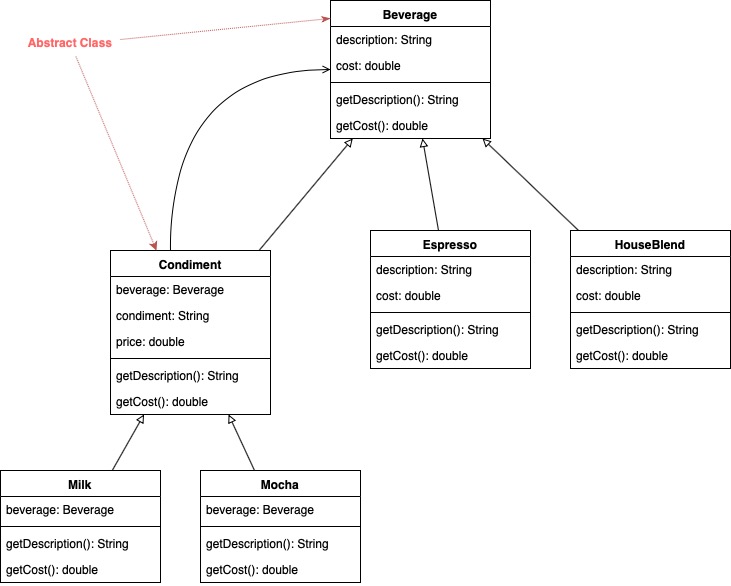 Beverage
description: String
cost: double
getDescription(): String
getCost(): double
Abstract Class
Condiment
beverage: Beverage
condiment: String
price: double
getDescription(): String
getCost(): double
Espresso
description: String
cost: double
getDescription(): String
getCost(): double
HouseBlend
description: String
cost: double
getDescription(): String
getCost(): double
Milk
beverage: Beverage
getDescription(): String
getCost(): double
Mocha
beverage: Beverage
getDescription(): String
getCost(): double